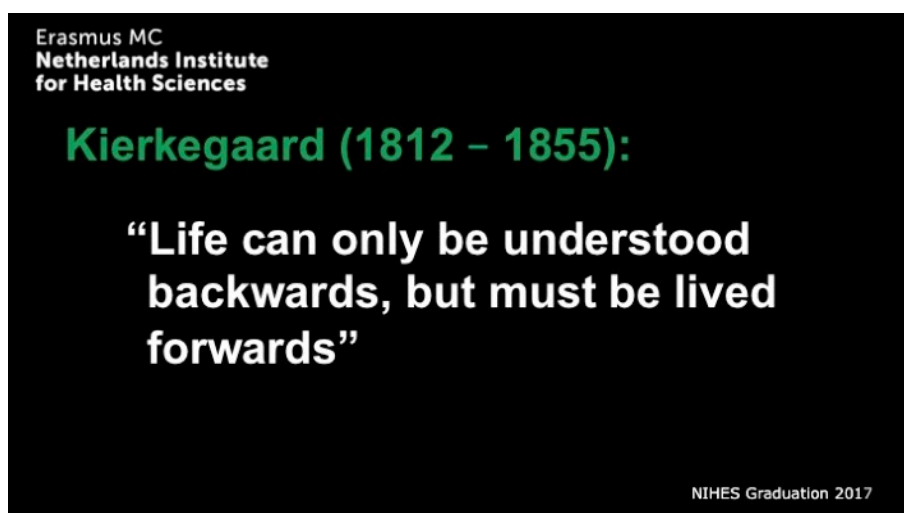 Erasmus MC
Netherlands Institute
for Health Sciences
Kierkegaard (1812 – 1855):
“Life can only be understood
backwards, but must be lived
forwards”
NIHES Graduation 2017